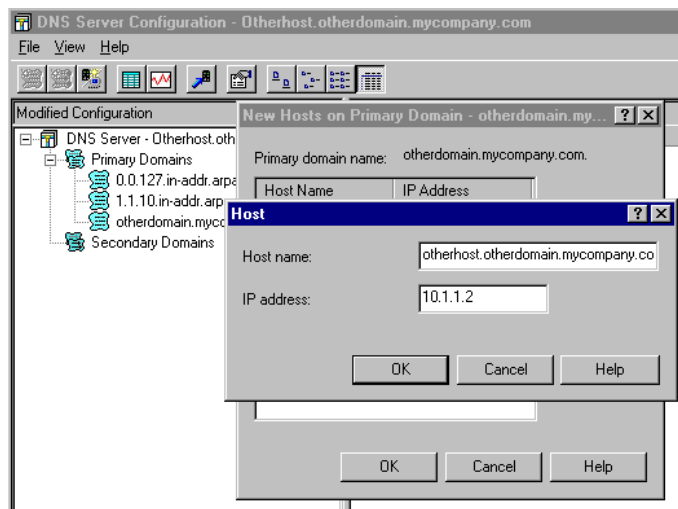 DNS Server Configuration - Otherhost.otherdomain.mycompany.com
File View Help
Modified Configuration
DNS Server - Otherhost.oth
Primary Domains
0.0.127.in-addr.arpa
1.1.10.in-addr.arp
otherdomain.myco
Secondary Domains
New Hosts on Primary Domain - otherdomain.my...
Primary domain name: otherdomain.mycompany.com.
Host Name IP Address
Host
Host name: otherhost.otherdomain.mycompany.co
IP address: 10.1.1.2
OK Cancel Help
OK Cancel Help